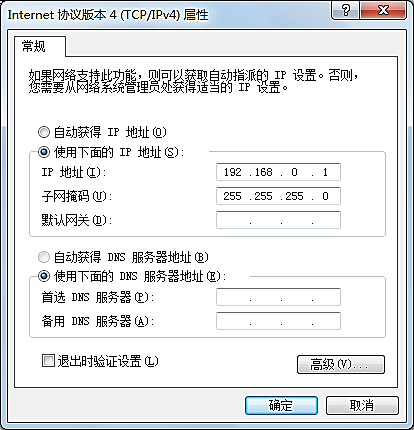 Internet 协议版本 4 (TCP/IPv4) 属性
常规
如果网络支持此功能，则可以获取自动指派的 IP 设置。否则，
您需要从网络系统管理员处获得适当的 IP 设置。
自动获得 IP 地址(O)
使用下面的 IP 地址(S):
IP 地址(I): 192 .168 . 0 . 1
子网掩码(U): 255 .255 .255 . 0
默认网关(D): . . .
自动获得 DNS 服务器地址(B)
使用下面的 DNS 服务器地址(E):
首选 DNS 服务器(P): . . .
备用 DNS 服务器(A): . . .
退出时验证设置(L)
高级(V)...
确定 取消